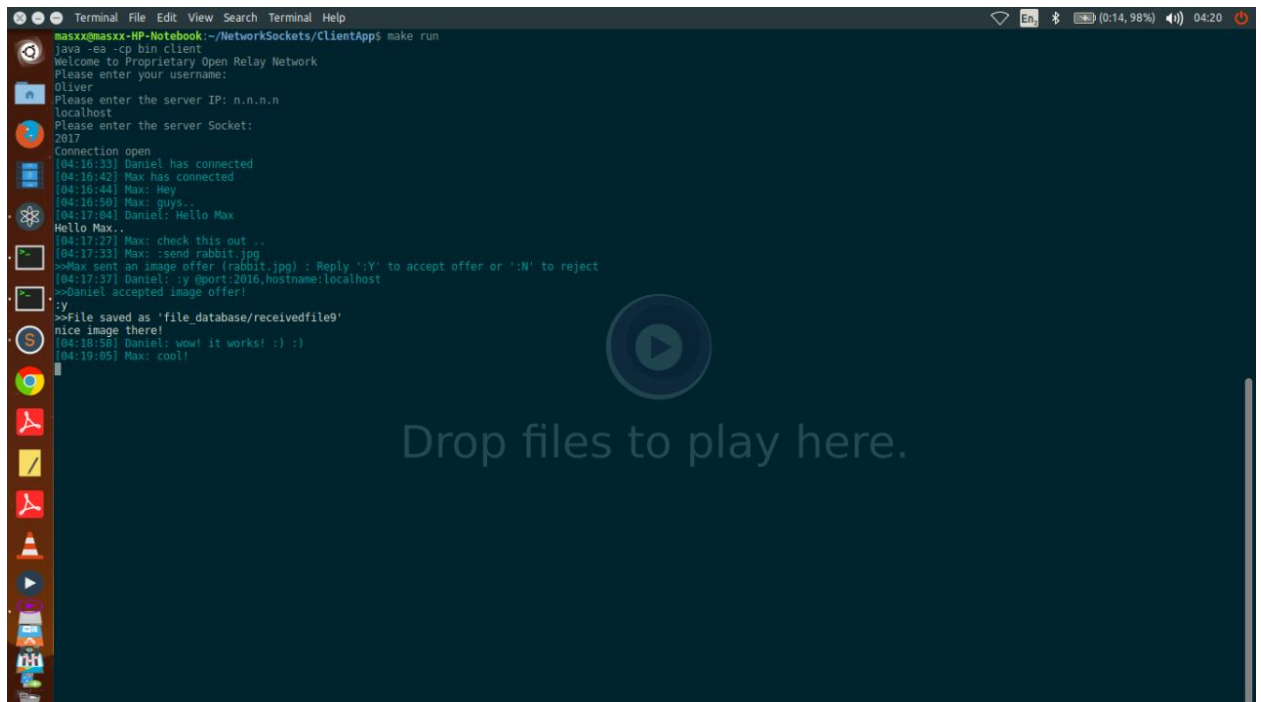 Terminal File Edit View Search Terminal Help En2 (0:14, 98%) 04:20
masxx@masxx-HP-Notebook:~/NetworkSockets/ClientApp$ make run
java -ea -cp bin client
Welcome to Proprietary Open Relay Network
Please enter your username:
Oliver
Please enter the server IP: n.n.n.n
localhost
Please enter the server Socket:
2017
Connection open
[04:16:33] Daniel has connected
[04:16:42] Max has connected
[04:16:44] Max: Hey
[04:16:50] Max: guys..
[04:17:04] Daniel: Hello Max
Hello Max..
[04:17:27] Max: check this out ..
[04:17:33] Max: :send rabbit.jpg
>>Max sent an image offer (rabbit.jpg) : Reply ':Y' to accept offer or ':N' to reject
[04:17:37] Daniel: :y @port:2016,hostname:localhost
>>Daniel accepted image offer!
:y
>>File saved as 'file_database/receivedfile9'
nice image there!
[04:18:58] Daniel: wow! it works! :) :)
[04:19:05] Max: cool!
Drop files to play here.